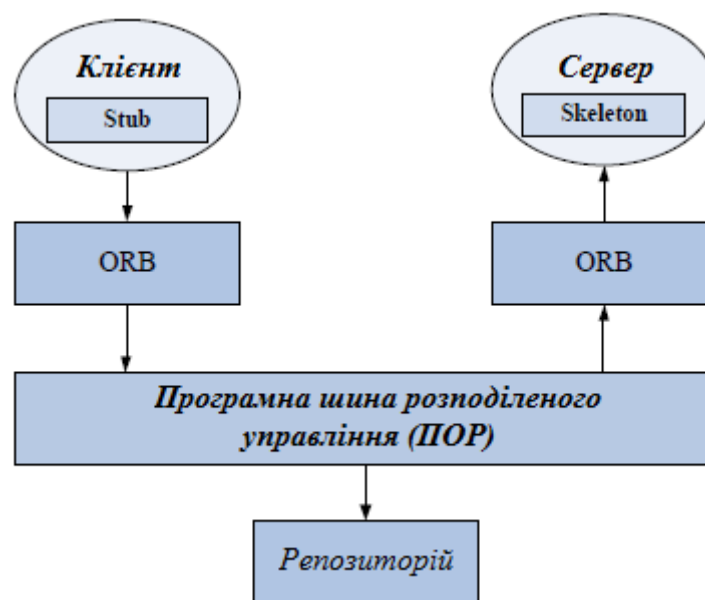 Клієнт
Stub
Сервер
Skeleton
ORB
ORB
Програмна шина розподіленого
управління (ПОР)
Репозиторій